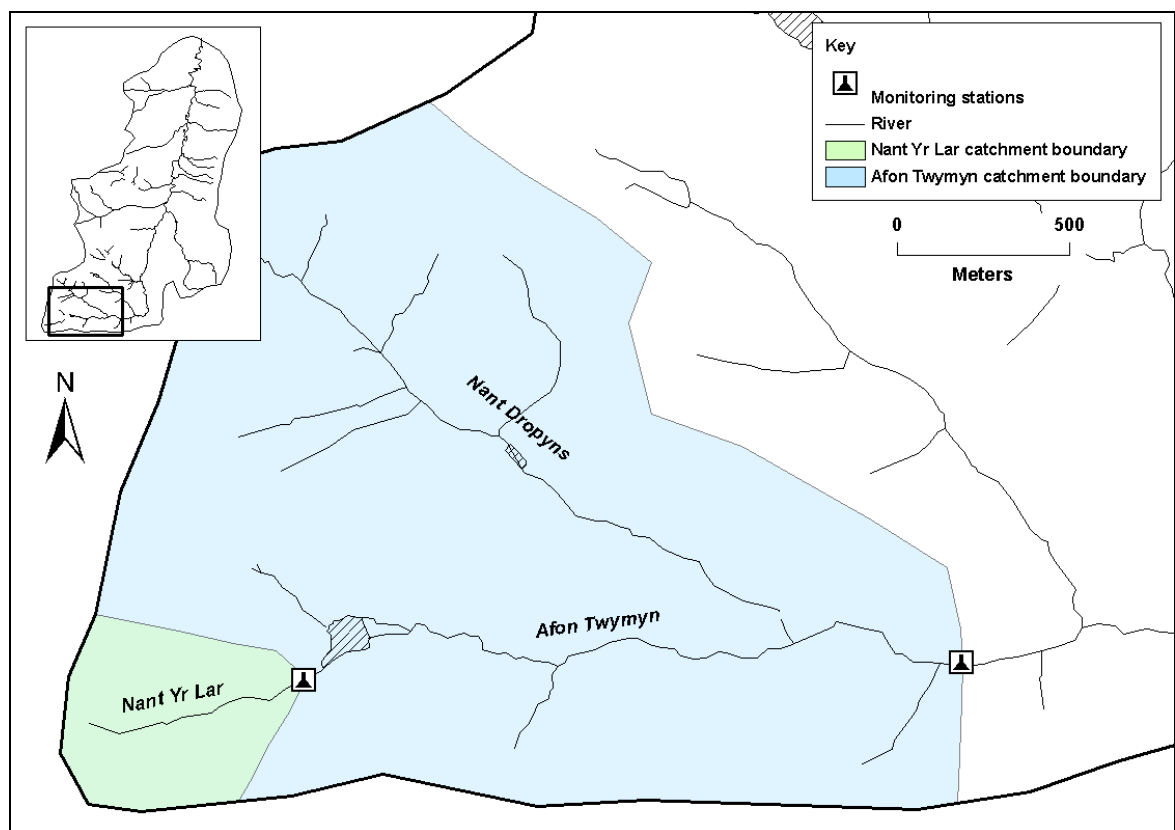 Key
Monitoring stations
River
Nant Yr Lar catchment boundary
Afon Twymyn catchment boundary
0 500
Meters
N
Nant Dropyns
Afon Twymyn
Nant Yr Lar